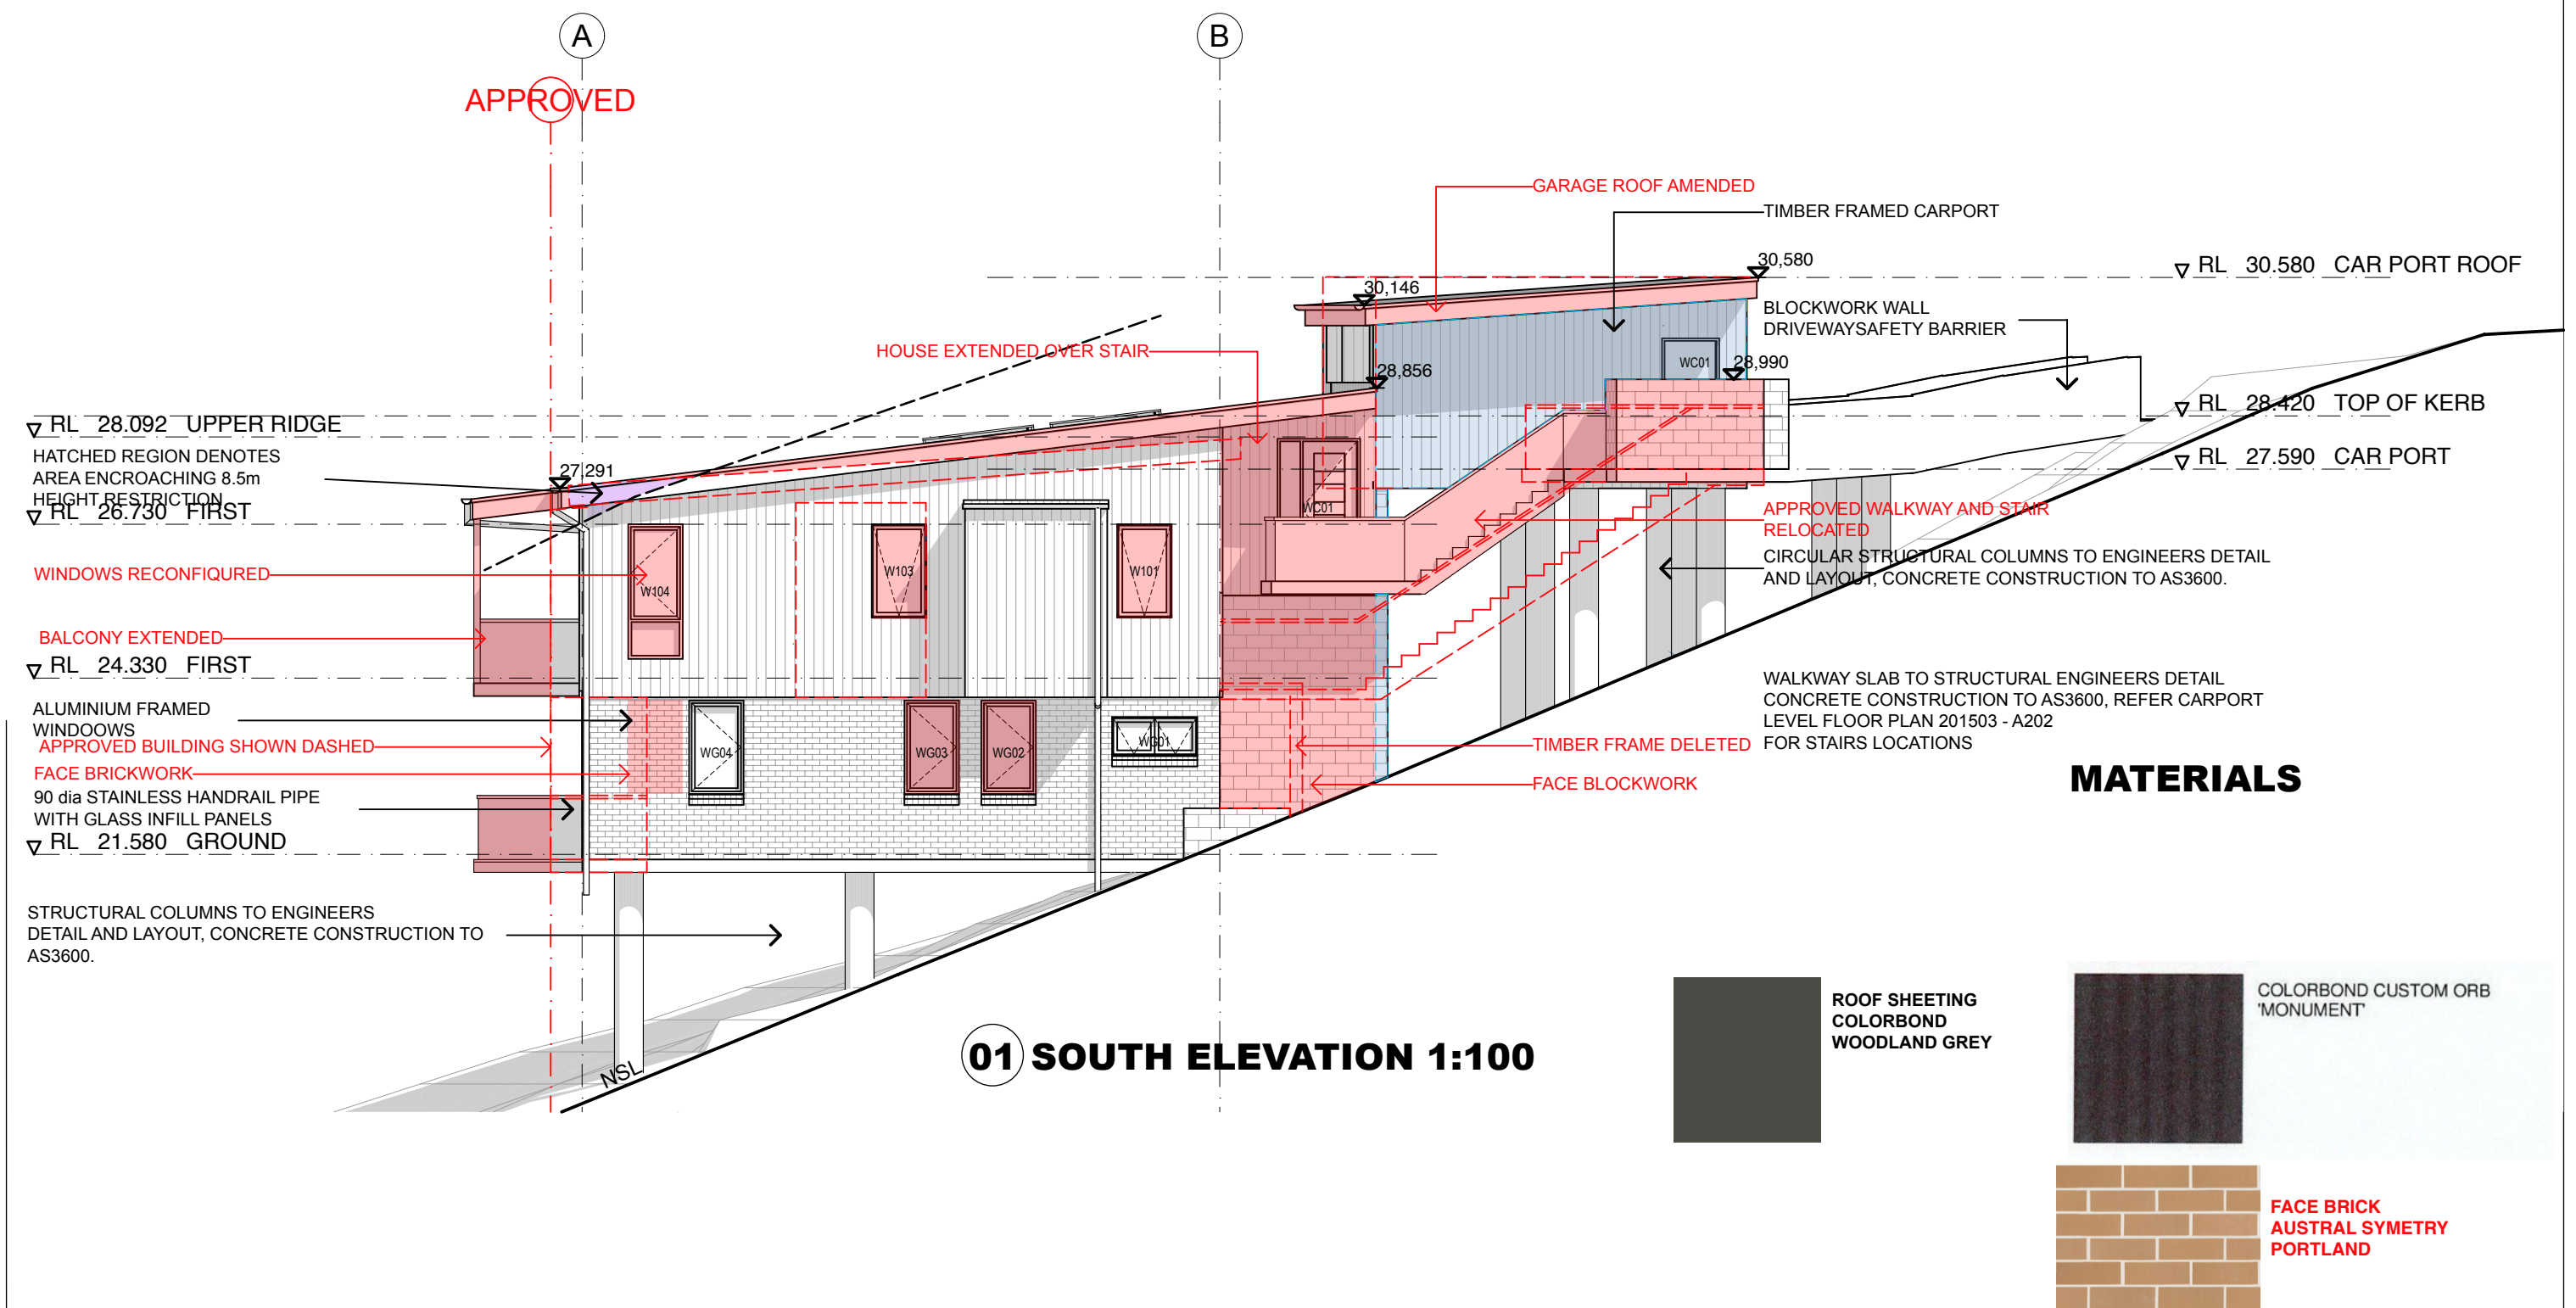 A
B
APPROVED
GARAGE ROOF AMENDED
TIMBER FRAMED CARPORT
30,580
RL 30.580 CAR PORT ROOF
30,146
BLOCKWORK WALL
DRIVEWAYSAFETY BARRIER
HOUSE EXTENDED OVER STAIR
WC01
28,990
28,856
RL 28.420 TOP OF KERB
RL 28.092 UPPER RIDGE
HATCHED REGION DENOTES
AREA ENCROACHING 8.5m
HEIGHT RESTRICTION
27,291
RL 27.590 CAR PORT
RL 26.730 FIRST
WC01
APPROVED WALKWAY AND STAIR
RELOCATED
CIRCULAR STRUCTURAL COLUMNS TO ENGINEERS DETAIL
AND LAYOUT, CONCRETE CONSTRUCTION TO AS3600.
WINDOWS RECONFIQURED
W104
W103
W101
BALCONY EXTENDED
RL 24.330 FIRST
WALKWAY SLAB TO STRUCTURAL ENGINEERS DETAIL
CONCRETE CONSTRUCTION TO AS3600, REFER CARPORT
LEVEL FLOOR PLAN 201503 - A202
FOR STAIRS LOCATIONS
ALUMINIUM FRAMED
WINDOOWS
APPROVED BUILDING SHOWN DASHED
WG04
WG03
WG02
WG01
TIMBER FRAME DELETED
FACE BRICKWORK
FACE BLOCKWORK
MATERIALS
90 dia STAINLESS HANDRAIL PIPE
WITH GLASS INFILL PANELS
RL 21.580 GROUND
STRUCTURAL COLUMNS TO ENGINEERS
DETAIL AND LAYOUT, CONCRETE CONSTRUCTION TO
AS3600.
NSL
01 SOUTH ELEVATION 1:100
ROOF SHEETING
COLORBOND
WOODLAND GREY
COLORBOND CUSTOM ORB
'MONUMENT'
FACE BRICK
AUSTRAL SYMETRY
PORTLAND